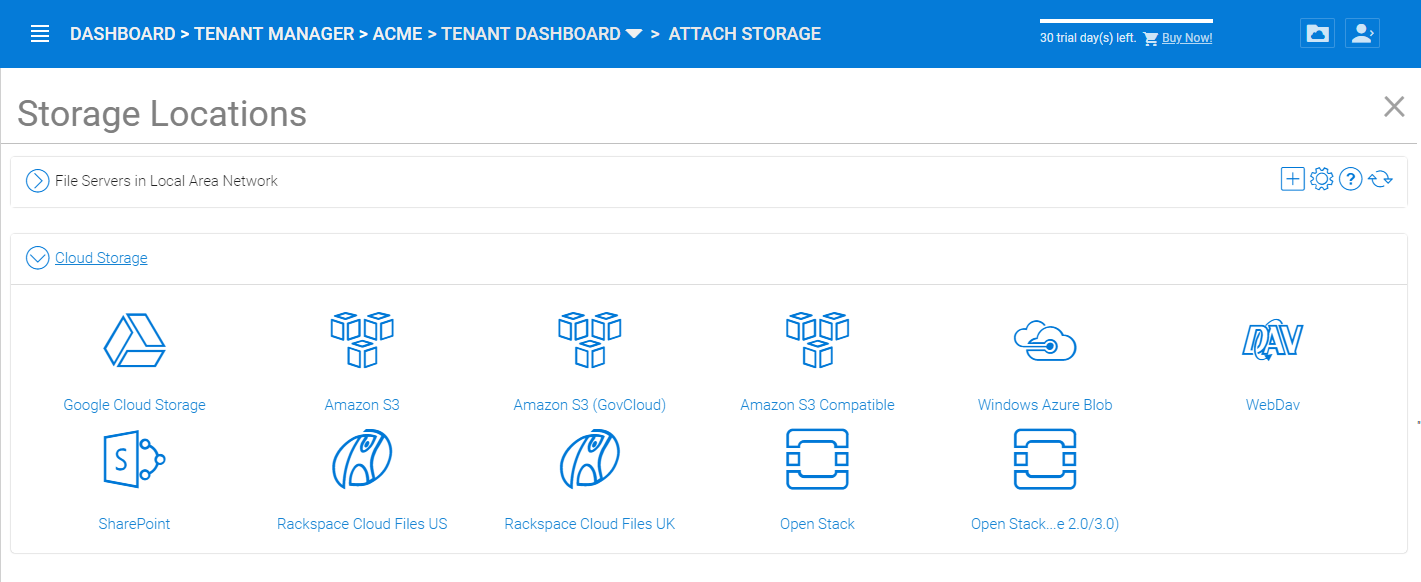 DASHBOARD > TENANT MANAGER > ACME > TENANT DASHBOARD > ATTACH STORAGE
30 trial day(s) left. Buy Now!
Storage Locations
File Servers in Local Area Network
?
Cloud Storage
Google Cloud Storage
Amazon S3
Amazon S3 (GovCloud)
Amazon S3 Compatible
Windows Azure Blob
DAV
WebDav
S
SharePoint
Rackspace Cloud Files US
Rackspace Cloud Files UK
Open Stack
Open Stack...e 2.0/3.0)